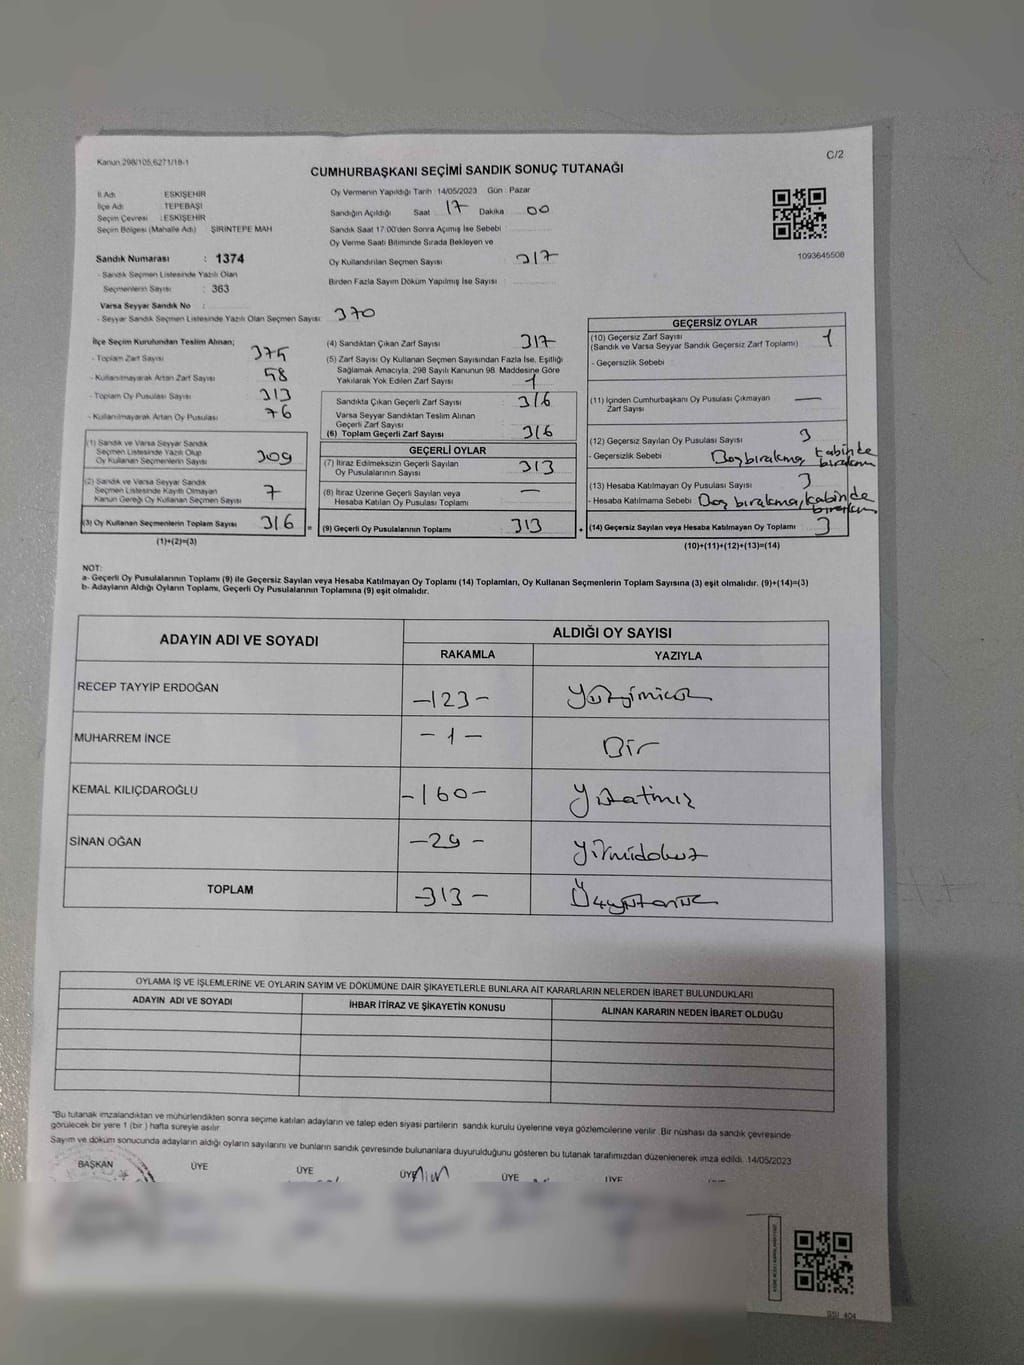 Kanun 298/105,6271/18-1
C/2
CUMHURBAŞKANI SEÇİMİ SANDIK SONUÇ TUTANAĞI
İl Adı : ESKİŞEHİR
İlçe Adı : TEPEBAŞI
Seçim Çevresi : ESKİŞEHİR
Seçim Bölgesi (Mahalle Adı) ŞİRİNTEPE MAH
Sandık Numarası : 1374
- Sandık Seçmen Listesinde Yazılı Olan
Seçmenlerin Sayısı : 363
Varsa Seyyar Sandık No :
- Seyyar Sandık Seçmen Listesinde Yazılı Olan Seçmen Sayısı: 370
Oy Vermenin Yapıldığı Tarih :14/05/2023 Gün : Pazar
Sandığın Açıldığı Saat 17 Dakika 00
Sandık Saat 17:00'den Sonra Açımış İse Sebebi
Oy Verme Saati Bitiminde Sırada Bekleyen ve
Oy Kullandırılan Seçmen Sayısı 317
Birden Fazla Sayım Döküm Yapılmış İse Sayısı
1093645508
İlçe Seçim Kurulundan Teslim Alınan;
- Toplam Zarf Sayısı 375
- Kullanılmayarak Artan Zarf Sayısı 58
- Toplam Oy Pusulası Sayısı 313
- Kullanılmayarak Artan Oy Pusulası 76
(1) Sandık ve Varsa Seyyar Sandık
Seçmen Listesinde Yazılı Olup
Oy Kullanan Seçmenlerin Sayısı 309
(2) Sandık ve Varsa Seyyar Sandık
Seçmen Listesinde Kayıtlı Olmayan
Kanun Gereği Oy Kullanan Seçmen Sayısı 7
(3) Oy Kullanan Seçmenlerin Toplam Sayısı 316 =
(1)+(2)=(3)
(4) Sandıktan Çıkan Zarf Sayısı 317
(5) Zarf Sayısı Oy Kullanan Seçmen Sayısından Fazla İse, Eşitliği
Sağlamak Amacıyla, 298 Sayılı Kanunun 98. Maddesine Göre
Yakılarak Yok Edilen Zarf Sayısı 1
Sandıkta Çıkan Geçerli Zarf Sayısı 316
Varsa Seyyar Sandıktan Teslim Alınan
Geçerli Zarf Sayısı
(6) Toplam Geçerli Zarf Sayısı 316
GEÇERLİ OYLAR
(7) İtiraz Edilmeksizin Geçerli Sayılan
Oy Pusulalarının Sayısı 313
(8) İtiraz Üzerine Geçerli Sayılan veya
Hesaba Katılan Oy Pusulası Toplamı —
(9) Geçerli Oy Pusulalarının Toplamı 313 +
GEÇERSİZ OYLAR
(10) Geçersiz Zarf Sayısı 1
(Sandık ve Varsa Seyyar Sandık Geçersiz Zarf Toplamı)
- Geçersizlik Sebebi
(11) İçinden Cumhurbaşkanı Oy Pusulası Çıkmayan —
Zarf Sayısı
(12) Geçersiz Sayılan Oy Pusulası Sayısı 3
- Geçersizlik Sebebi Boş bırakma, kabinde
bırakma
(13) Hesaba Katılmayan Oy Pusulası Sayısı 3
- Hesaba Katılmama Sebebi Boş bırakma, kabinde
(14) Geçersiz Sayılan veya Hesaba Katılmayan Oy Toplamı 3
(10)+(11)+(12)+(13)=(14)
NOT:
a- Geçerli Oy Pusulalarının Toplamı (9) ile Geçersiz Sayılan veya Hesaba Katılmayan Oy Toplamı (14) Toplamları, Oy Kullanan Seçmenlerin Toplam Sayısına (3) eşit olmalıdır. (9)+(14)=(3)
b- Adayların Aldığı Oyların Toplamı, Geçerli Oy Pusulalarının Toplamına (9) eşit olmalıdır.
ADAYIN ADI VE SOYADI ALDIĞI OY SAYISI
RAKAMLA YAZIYLA
RECEP TAYYİP ERDOĞAN -123- Yüzyirmiüç
MUHARREM İNCE - 1 - Bir
KEMAL KILIÇDAROĞLU -160- Yüzatmış
SİNAN OĞAN -29- Yirmidokuz
TOPLAM -313- Üçyüzonüç
OYLAMA İŞ VE İŞLEMLERİNE VE OYLARIN SAYIM VE DÖKÜMÜNE DAİR ŞİKAYETLERLE BUNLARA AİT KARARLARIN NELERDEN İBARET BULUNDUKLARI
ADAYIN ADI VE SOYADI İHBAR İTİRAZ VE ŞİKAYETİN KONUSU ALINAN KARARIN NEDEN İBARET OLDUĞU
"Bu tutanak imzalandıktan ve mühürlendikten sonra seçime katılan adayların ve talep eden siyasi partilerin sandık kurulu üyelerine veya gözlemcilerine verilir. Bir nüshası da sandık çevresinde
görülecek bir yere 1 (bir ) hafta süreyle asılır.
Sayım ve döküm sonucunda adayların aldığı oyların sayılarını ve bunların sandık çevresinde bulunanlara duyurulduğunu gösteren bu tutanak tarafımızdan düzenlenerek imza edildi. 14/05/2023
BAŞKAN ÜYE ÜYE ÜYE ÜYE ÜYE